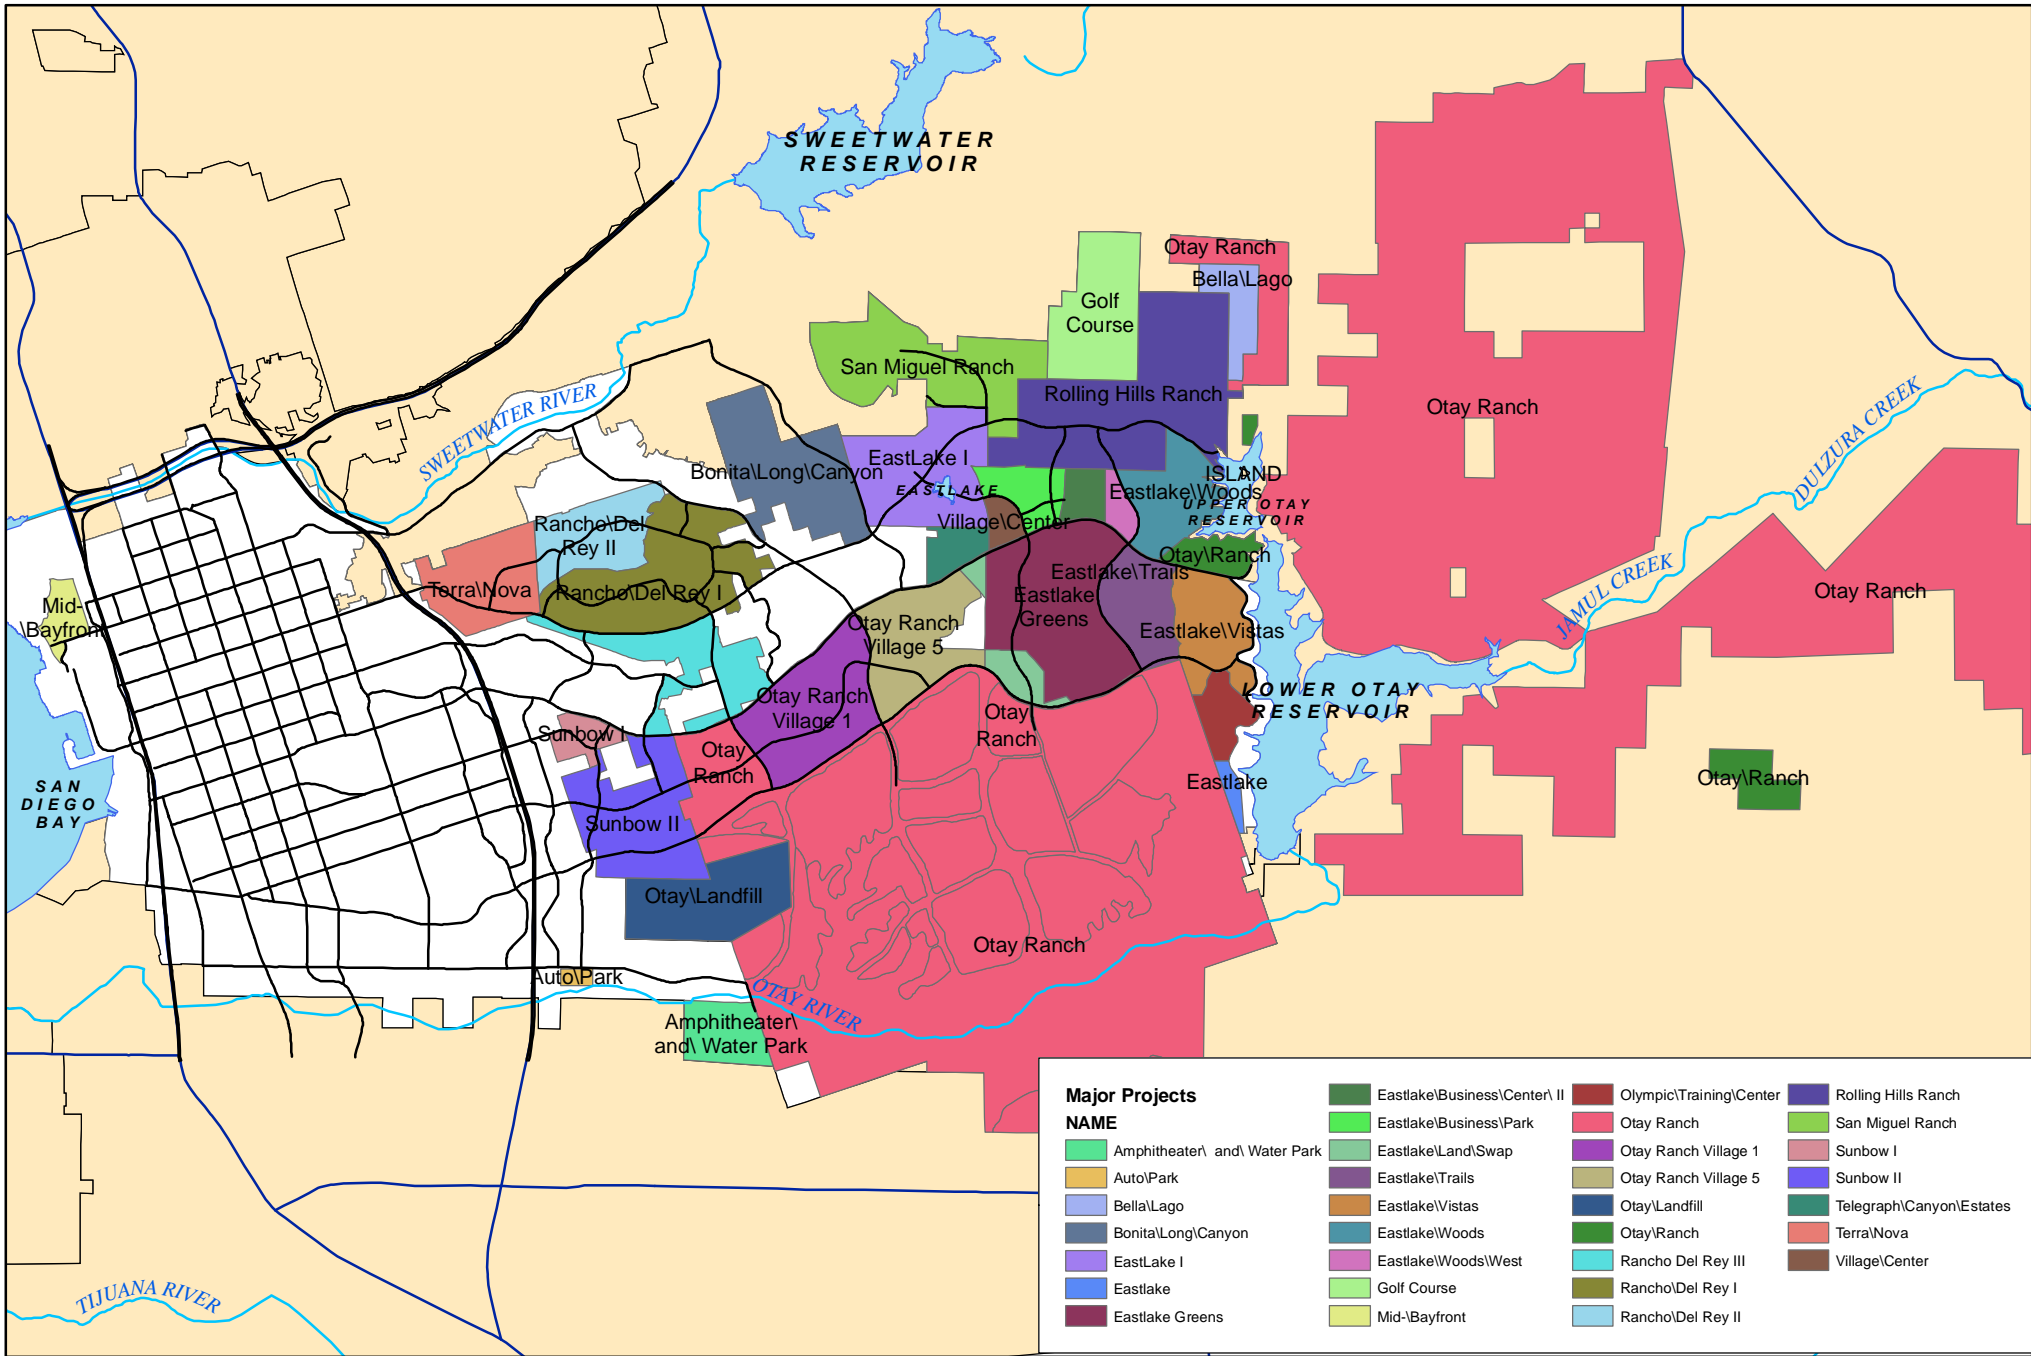 SWEETWATER
RESERVOIR
Otay Ranch
Bella\Lago
Golf
Course
San Miguel Ranch
Rolling Hills Ranch
Otay Ranch
SWEETWATER RIVER
DULZURA CREEK
Bonita\Long\Canyon
EastLake I
EASTLAKE
ISLAND
Eastlake\Woods
UPPER OTAY
RESERVOIR
Village\Center
Rancho\Del
Rey II
Otay\Ranch
Eastlake\Trails
Terra\Nova
Rancho\Del Rey I
Eastlake
Greens
JAMUL CREEK
Otay Ranch
Mid-
\Bayfront
Otay Ranch
Village 5
Eastlake\Vistas
LOWER OTAY
RESERVOIR
Otay Ranch
Village 1
Otay
Ranch
Sunbow I
Otay
Ranch
Eastlake
Otay\Ranch
SAN
DIEGO
BAY
Sunbow II
Otay\Landfill
Otay Ranch
Auto\Park
OTAY RIVER
Amphitheater\
and\ Water Park
TIJUANA RIVER
Major Projects
NAME
Amphitheater\ and\ Water Park
Auto\Park
Bella\Lago
Bonita\Long\Canyon
EastLake I
Eastlake
Eastlake Greens
Eastlake\Business\Center\ II
Eastlake\Business\Park
Eastlake\Land\Swap
Eastlake\Trails
Eastlake\Vistas
Eastlake\Woods
Eastlake\Woods\West
Golf Course
Mid-\Bayfront
Olympic\Training\Center
Otay Ranch
Otay Ranch Village 1
Otay Ranch Village 5
Otay\Landfill
Otay\Ranch
Rancho Del Rey III
Rancho\Del Rey I
Rancho\Del Rey II
Rolling Hills Ranch
San Miguel Ranch
Sunbow I
Sunbow II
Telegraph\Canyon\Estates
Terra\Nova
Village\Center